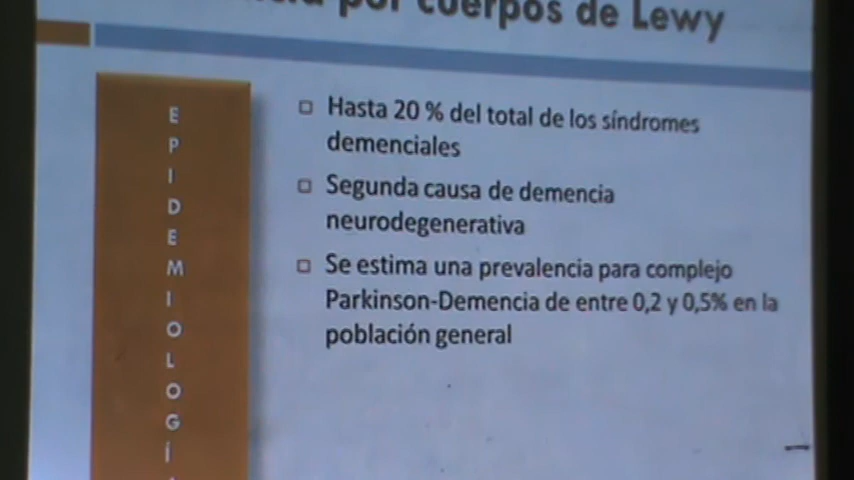 por cuerpos de Lewy
E
P
I
D
E
M
I
O
L
O
G
Í
Hasta 20 % del total de los síndromes
demenciales
Segunda causa de demencia
neurodegenerativa
Se estima una prevalencia para complejo
Parkinson-Demencia de entre 0,2 y 0,5% en la
población general